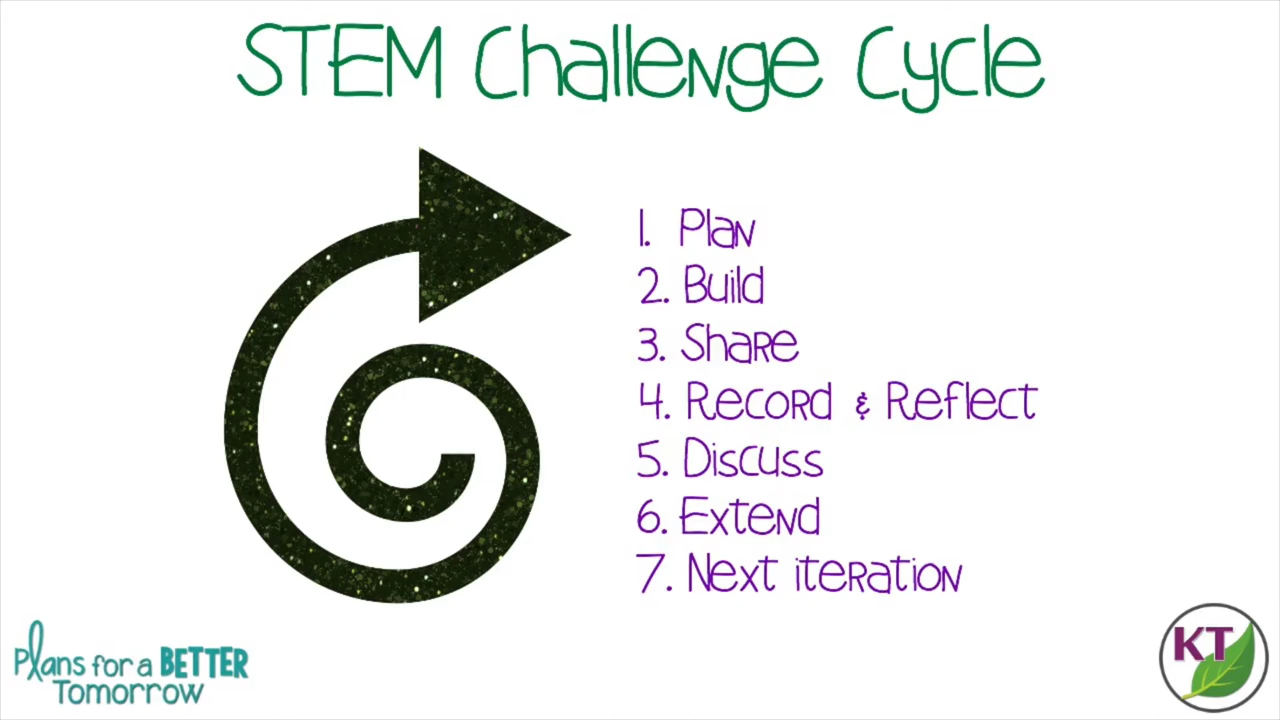 STEM Challenge Cycle
1. Plan
2. Build
3. Share
4. Record & Reflect
5. Discuss
6. Extend
7. Next iteration
Plans for a BETTER
Tomorrow
KT